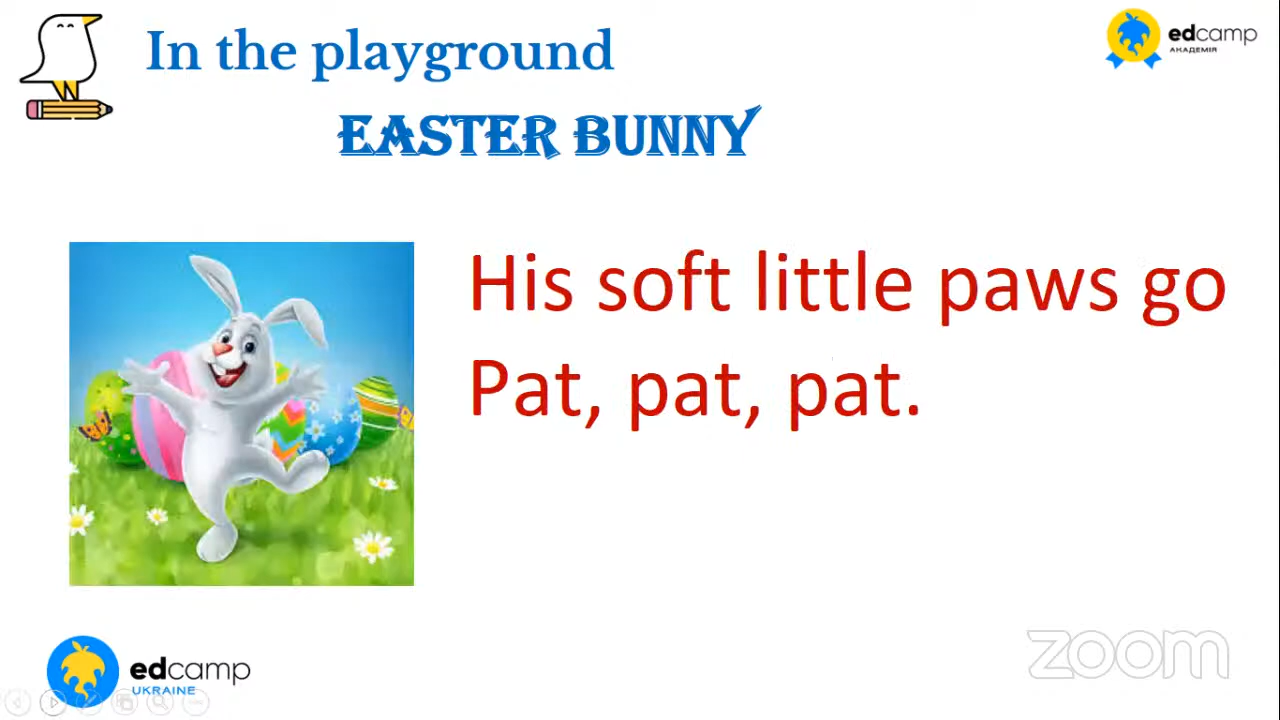 In the playground
edcamp
АКАДЕМІЯ
EASTER BUNNY
His soft little paws go
Pat, pat, pat.
edcamp
UKRAINE
zoom